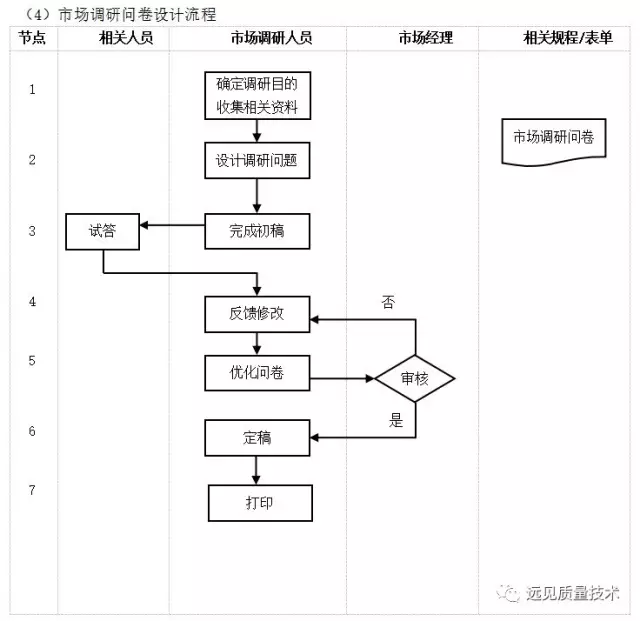 （4）市场调研问卷设计流程
节点 相关人员 市场调研人员 市场经理 相关规程/表单
1 确定调研目的
收集相关资料
市场调研问卷
2 设计调研问题
3 试答 完成初稿
4 反馈修改 否
5 优化问卷 审核
是
6 定稿
7 打印
远见质量技术